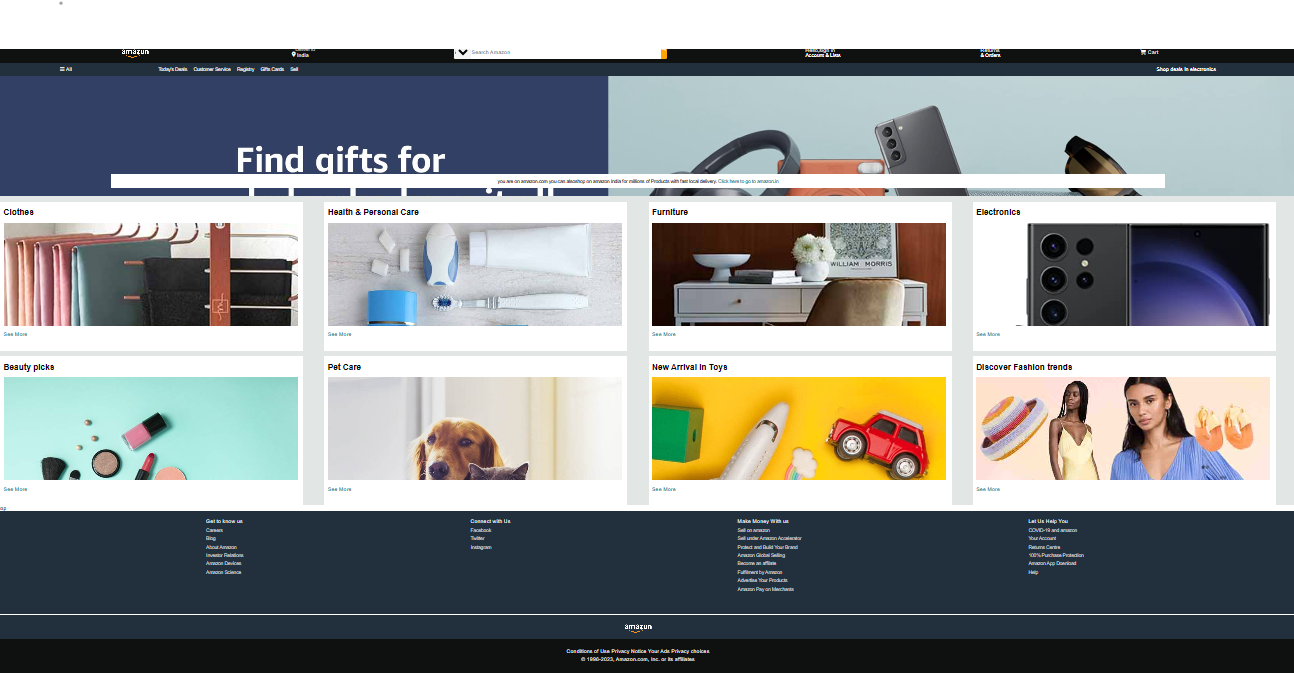 amazon
India
Search Amazon
Hello,sign in
Account & Lists
Returns
& Orders
Cart
All
Today's Deals
Customer Service
Registry
Gifts Cards
Sell
Shop deals in electronics
Find gifts for
you are on amazon.com you can also shop on amazon India for millions of Products with fast local delivery. Click here to go to amazon.in
Clothes
Health & Personal Care
Furniture
Electronics
WILLIAM MORRIS
See More
See More
See More
See More
Beauty picks
Pet Care
New Arrival in Toys
Discover Fashion trends
See More
See More
See More
See More
Get to know us
Careers
Blog
About Amazon
Investor Relations
Amazon Devices
Amazon Science
Connect with Us
Facebook
Twitter
Instagram
Make Money With us
Sell on amazon
Sell under Amazon Accelerator
Protect and Build Your Brand
Amazon Global Selling
Become an affiliate
Fulfilment by Amazon
Advertise Your Products
Amazon Pay on Merchants
Let Us Help You
COVID-19 and amazon
Your Account
Returns Centre
100% Purchase Protection
Amazon App Download
Help
amazon
Conditions of Use Privacy Notice Your Ads Privacy choices
© 1996-2023, Amazon.com, Inc. or its affiliates